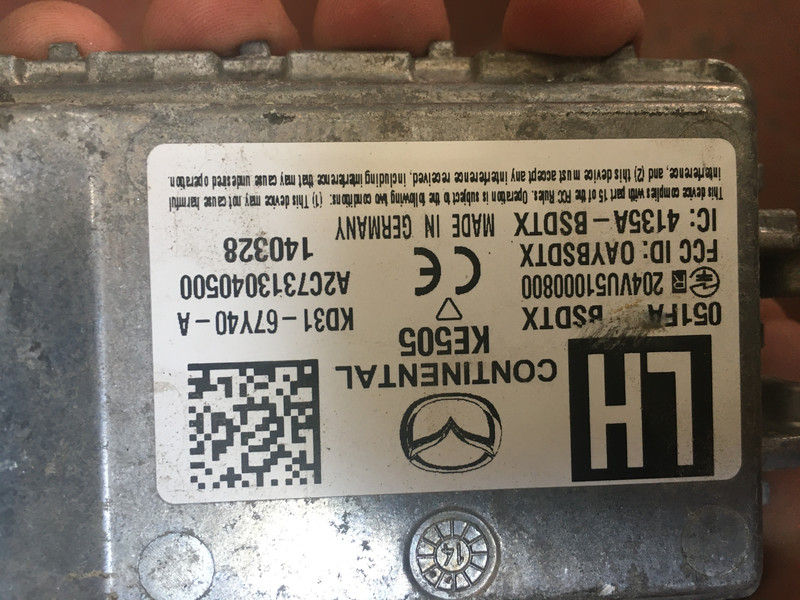 LH
CONTINENTAL
KE505
051FA BSDTX
KD31-67Y40-A
204VU51000800
A2C7313040500
FCC ID: OAYBSDTX
140328
IC: 4135A-BSDTX
MADE IN GERMANY
This device complies with part 15 of the FCC Rules. Operation is subject to the following two conditions: (1) This device may not cause harmful
interference, and (2) this device must accept any interference received, including interference that may cause undesired operation.
14